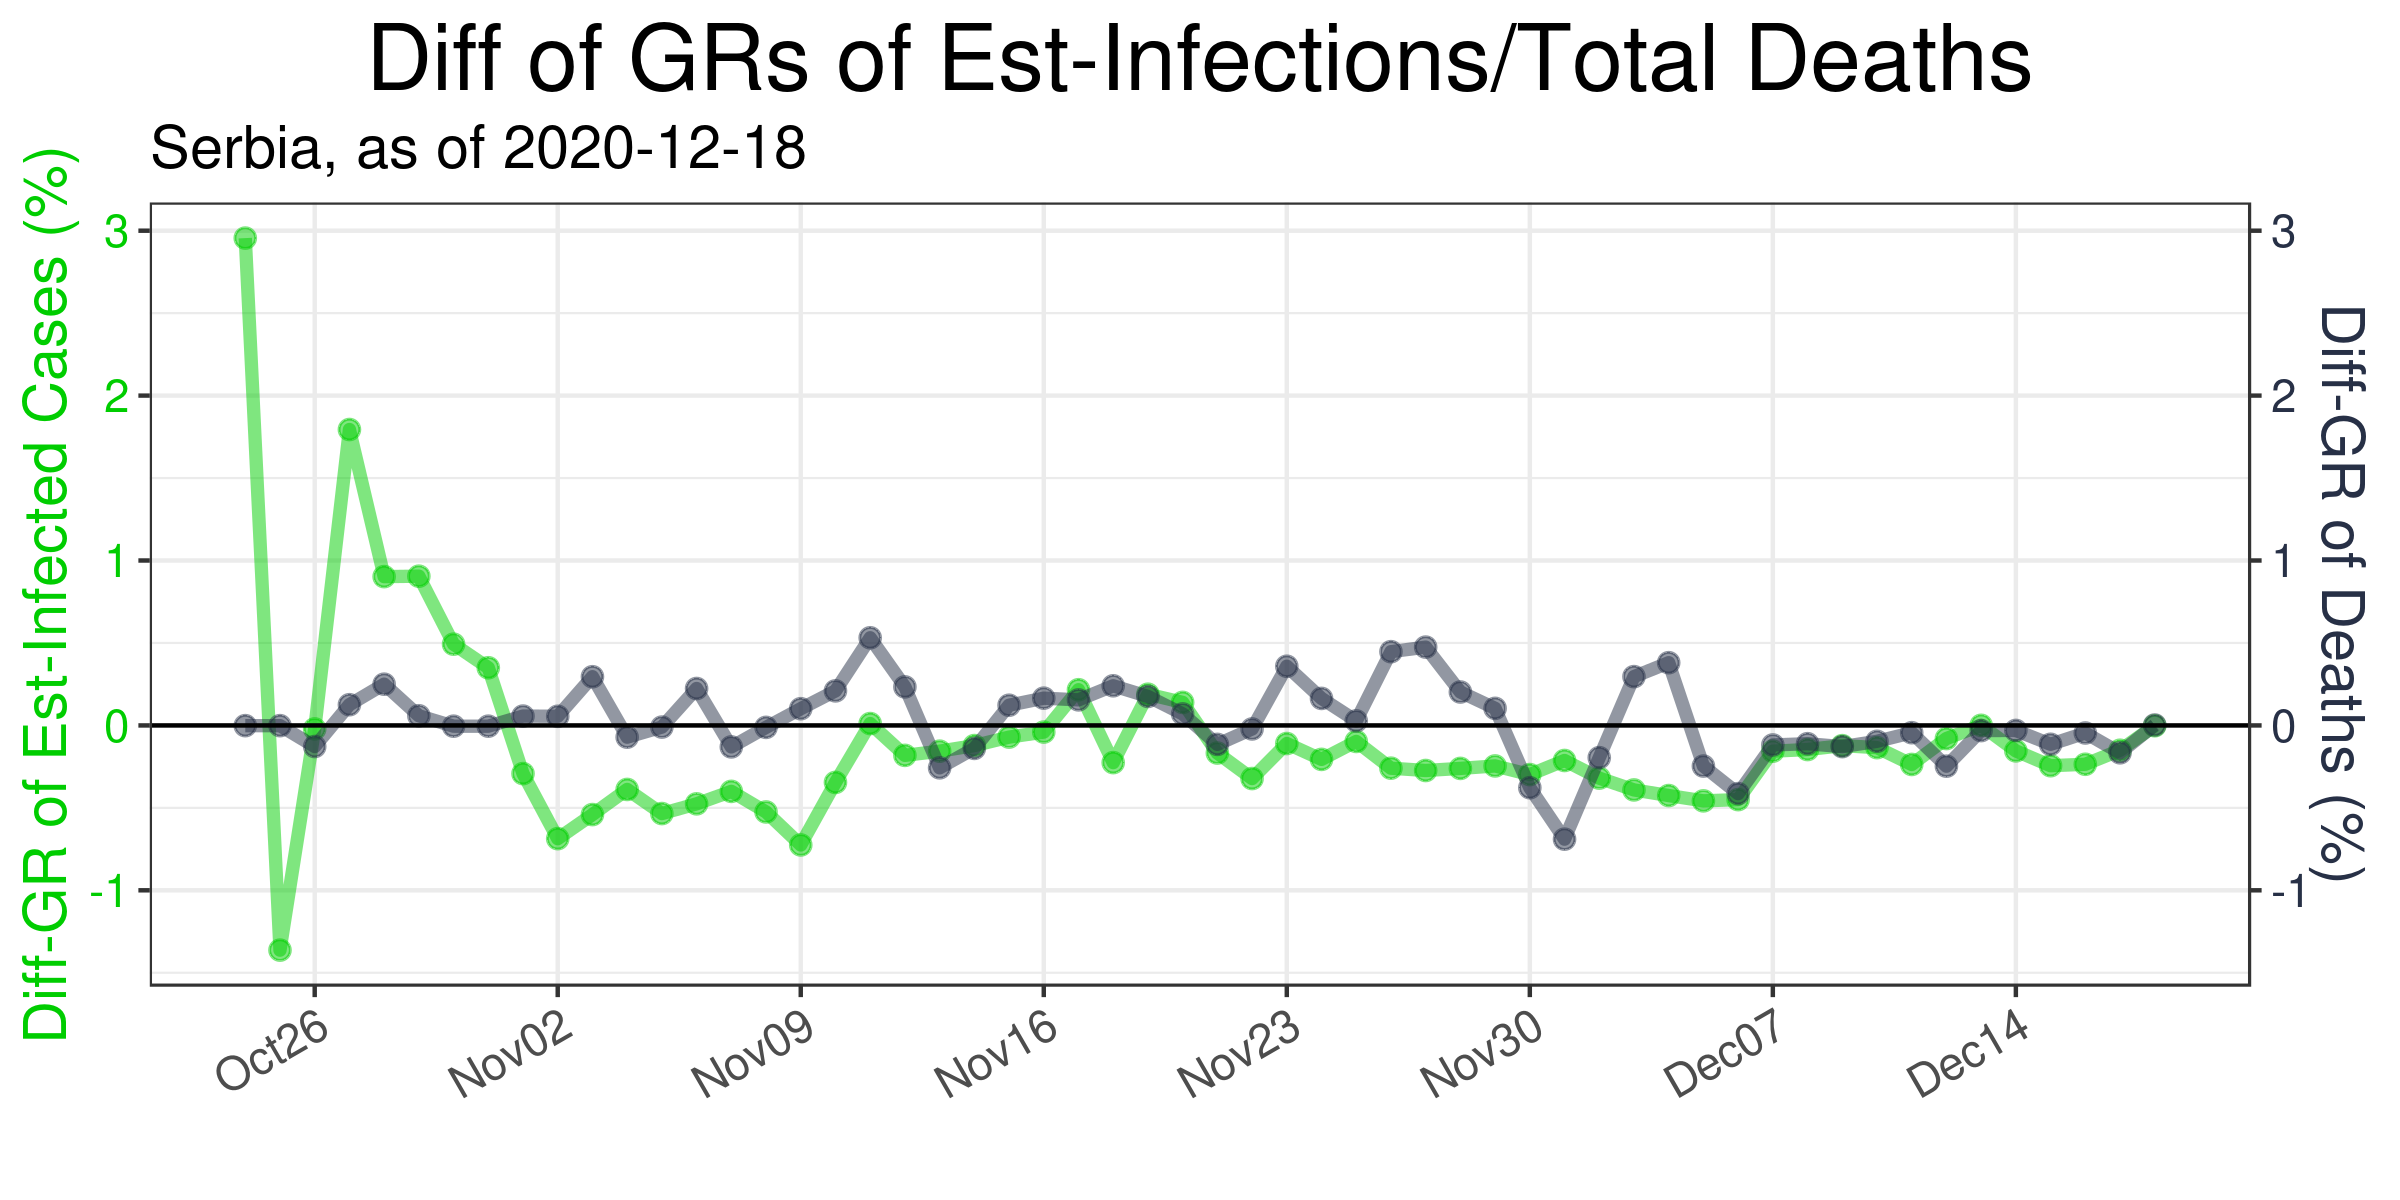 Diff of GRs of Est-Infections/Total Deaths
Serbia, as of 2020-12-18
Diff-GR of Est-Infected Cases (%)
3
2
1
0
-1
3
2
1
0
-1
Diff-GR of Deaths (%)
Oct26
Nov02
Nov09
Nov16
Nov23
Nov30
Dec07
Dec14